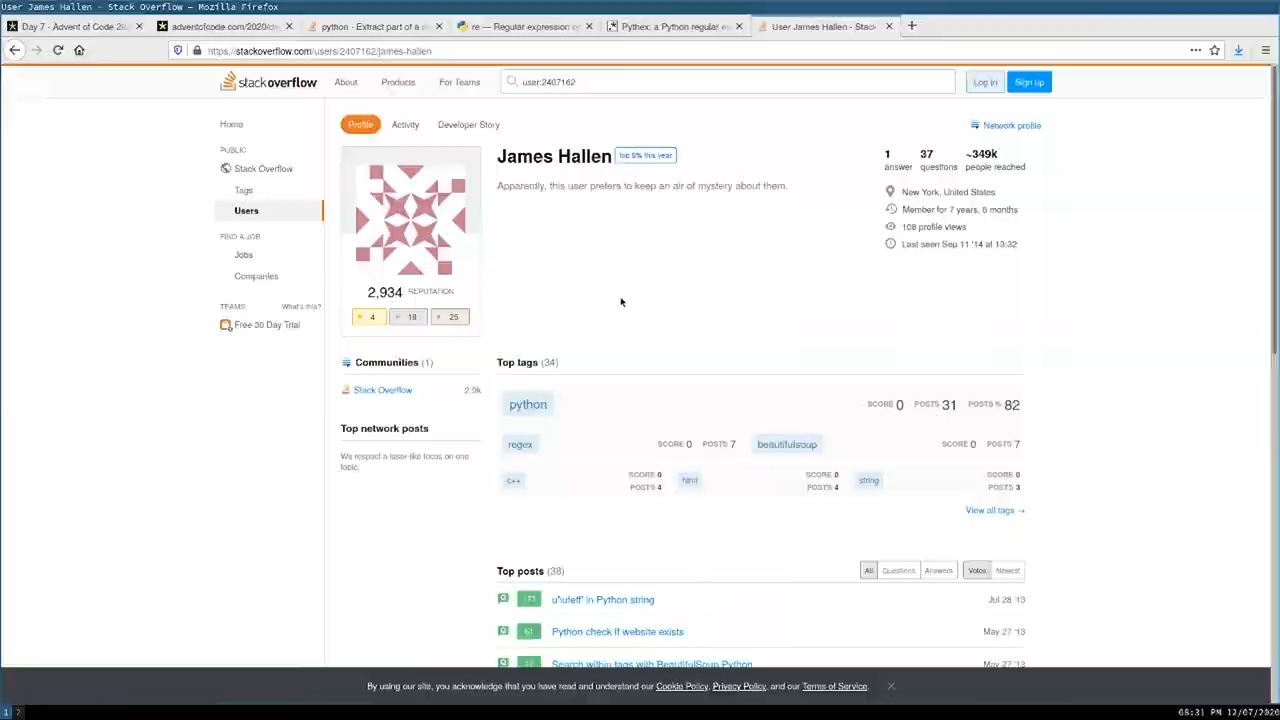 User James Hallen - Stack Overflow - Mozilla Firefox
Day 7 - Advent of Code 20
adventofcode.com/2020/da
python - Extract part of a
re — Regular expression o
Pythex: a Python regular e
User James Hallen - Stack
https://stackoverflow.com/users/2407162/james-hallen
stackoverflow
About
Products
For Teams
user:2407162
Log in
Sign up
Home
PUBLIC
Stack Overflow
Tags
Users
FIND A JOB
Jobs
Companies
TEAMS
What's this?
Free 30 Day Trial
Profile
Activity
Developer Story
Network profile
James Hallen
top 5% this year
Apparently, this user prefers to keep an air of mystery about them.
1 37 ~349k
answer questions people reached
New York, United States
Member for 7 years, 6 months
108 profile views
Last seen Sep 11 '14 at 13:32
2,934 REPUTATION
4 18 25
Communities (1)
Stack Overflow 2.9k
Top network posts
We respect a laser-like focus on one
topic.
Top tags (34)
python SCORE 0 POSTS 31 POSTS % 82
regex SCORE 0 POSTS 7 beautifulsoup SCORE 0 POSTS 7
c++ SCORE 0 POSTS 4 html SCORE 0 POSTS 4 string SCORE 0 POSTS 3
View all tags →
Top posts (38)
All Questions Answers Votes Newest
u'\ufeff' in Python string Jul 28 '13
61 Python check if website exists May 27 '13
Search within tags with BeautifulSoup Python May 27 '13
By using our site, you acknowledge that you have read and understand our Cookie Policy, Privacy Policy, and our Terms of Service.
1
08:31 PM 12/07/2020